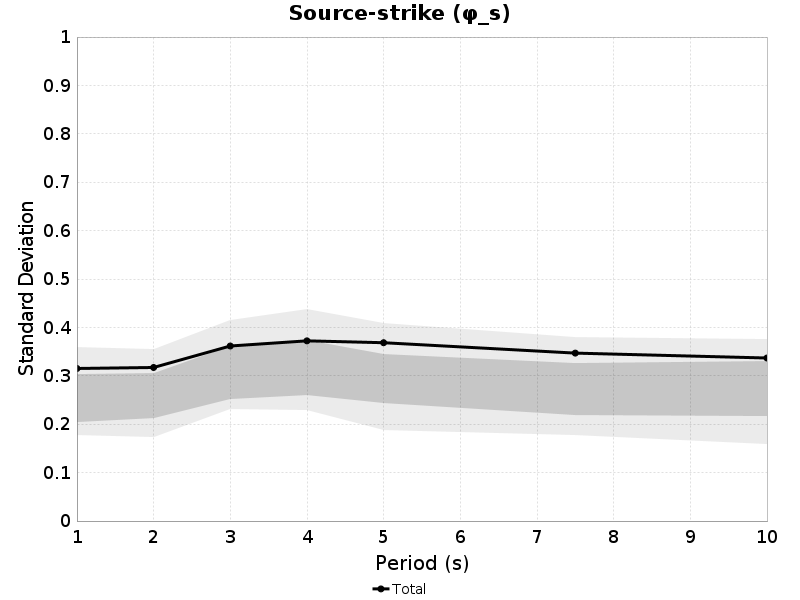 Source-strike (φ_s)
1
0.9
0.8
0.7
0.6
0.5
0.4
0.3
0.2
0.1
0
Standard Deviation
1 2 3 4 5 6 7 8 9 10
Period (s)
Total